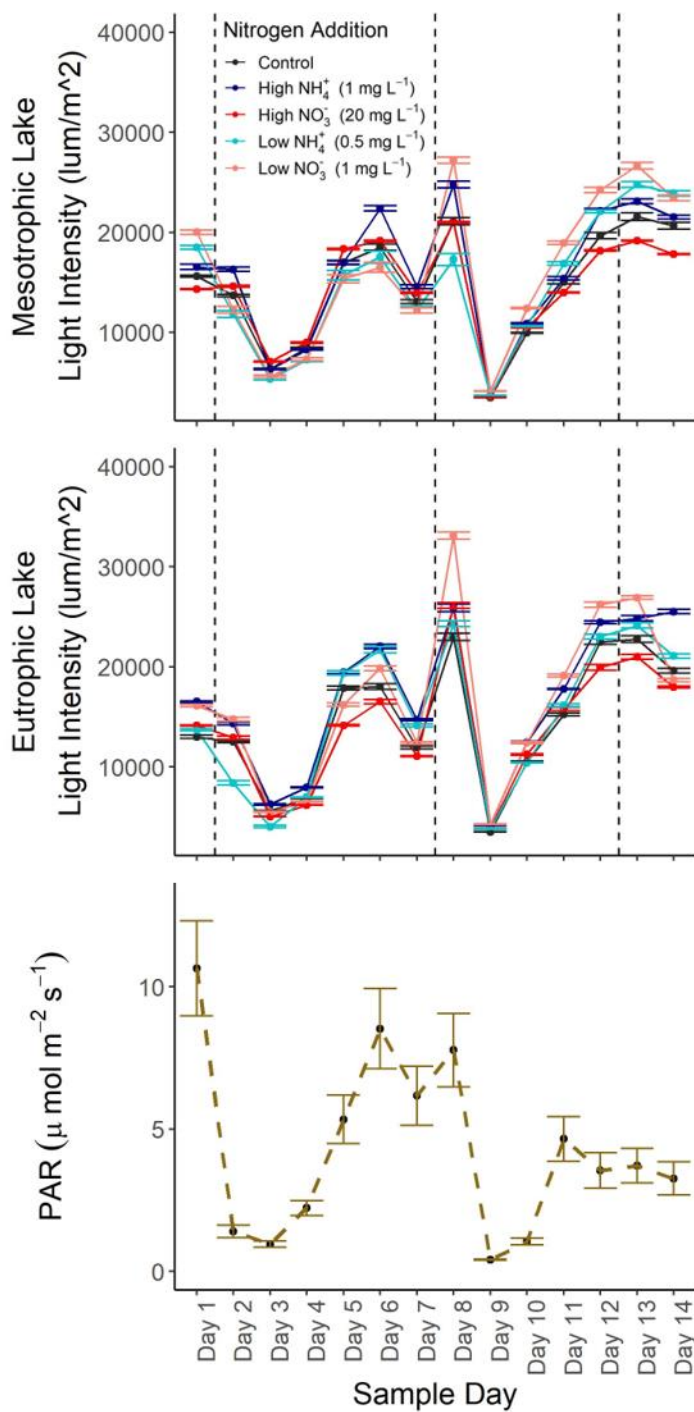 Mesotrophic Lake
Light Intensity (lum/m^2)
40000
30000
20000
10000
Nitrogen Addition
Control
High NH₄⁺ (1 mg L⁻¹)
High NO₃⁻ (20 mg L⁻¹)
Low NH₄⁺ (0.5 mg L⁻¹)
Low NO₃⁻ (1 mg L⁻¹)
Eutrophic Lake
Light Intensity (lum/m^2)
40000
30000
20000
10000
PAR (μ mol m⁻² s⁻¹)
10
5
0
Day 1
Day 2
Day 3
Day 4
Day 5
Day 6
Day 7
Day 8
Day 9
Day 10
Day 11
Day 12
Day 13
Day 14
Sample Day